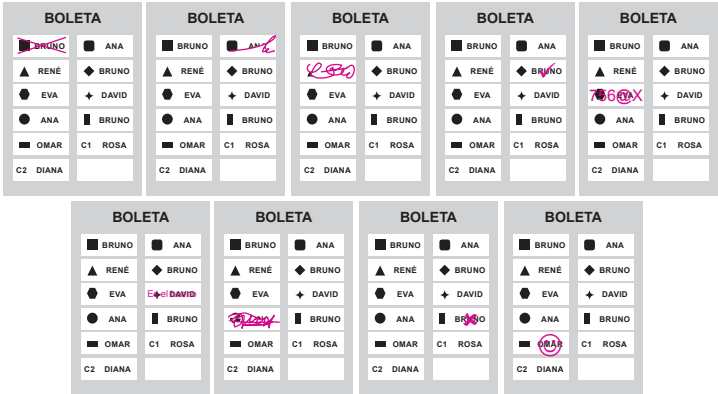 BOLETA
BRUNO ANA
RENÉ BRUNO
EVA DAVID
ANA BRUNO
OMAR C1 ROSA
C2 DIANA
BOLETA
BRUNO ANA
RENÉ BRUNO
EVA DAVID
ANA BRUNO
OMAR C1 ROSA
C2 DIANA
BOLETA
BRUNO ANA
BRUNO
EVA DAVID
ANA BRUNO
OMAR C1 ROSA
C2 DIANA
BOLETA
BRUNO ANA
RENÉ BRUNO
EVA DAVID
ANA BRUNO
OMAR C1 ROSA
C2 DIANA
BOLETA
BRUNO ANA
RENÉ BRUNO
EVA DAVID
ANA BRUNO
OMAR C1 ROSA
C2 DIANA
BOLETA
BRUNO ANA
RENÉ BRUNO
EVA DAVID
ANA BRUNO
OMAR C1 ROSA
C2 DIANA
BOLETA
BRUNO ANA
RENÉ BRUNO
EVA DAVID
BRUNO
OMAR C1 ROSA
C2 DIANA
BOLETA
BRUNO ANA
RENÉ BRUNO
EVA DAVID
ANA BRUNO
OMAR C1 ROSA
C2 DIANA
BOLETA
BRUNO ANA
RENÉ BRUNO
EVA DAVID
ANA BRUNO
OMAR C1 ROSA
C2 DIANA